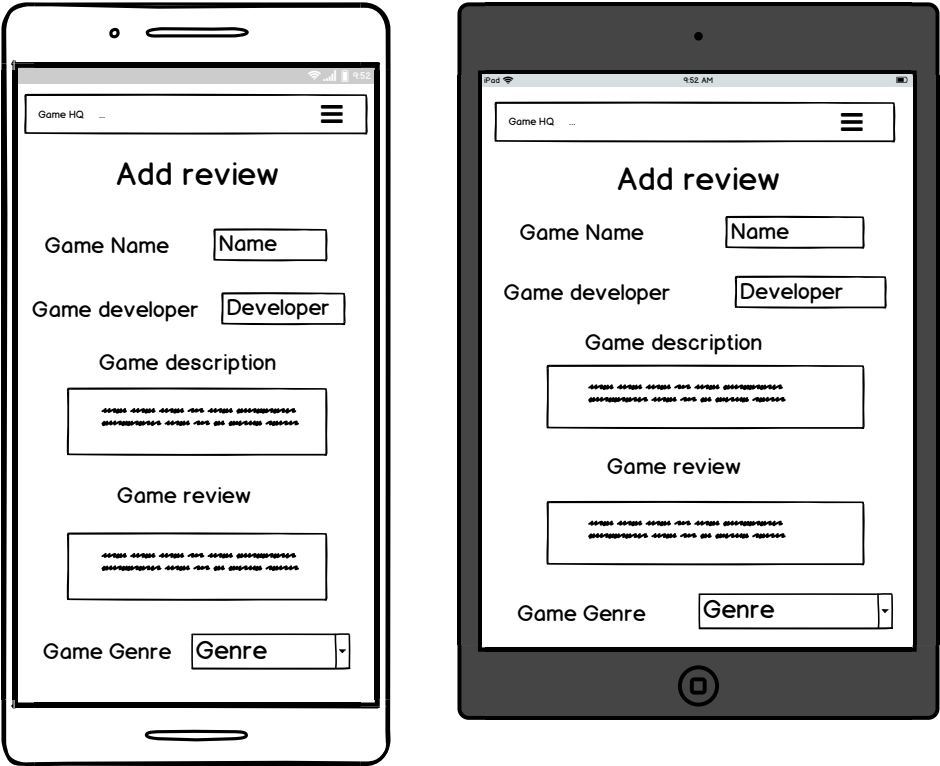 9:52
Game HQ ...
Add review
Game Name Name
Game developer Developer
Game description
Game review
Game Genre Genre
iPad 9:52 AM
Game HQ ...
Add review
Game Name Name
Game developer Developer
Game description
Game review
Game Genre Genre